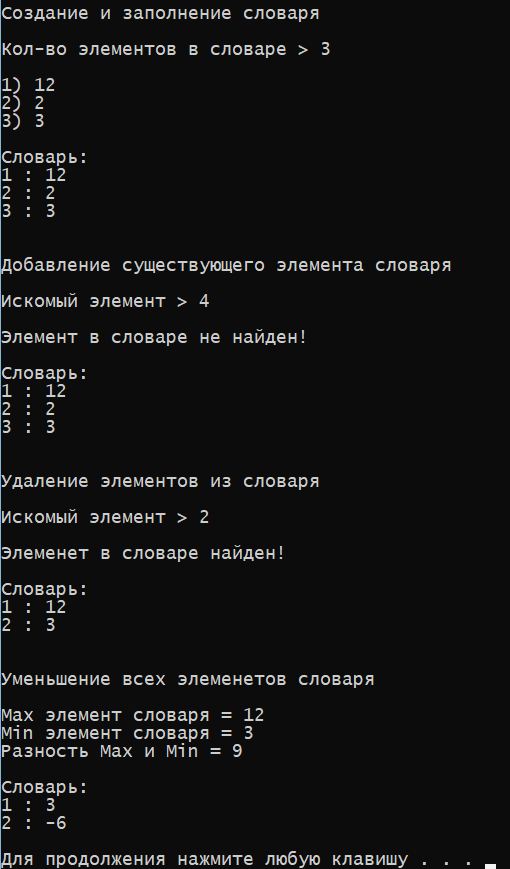 Создание и заполнение словаря
Кол-во элементов в словаре > 3
1) 12
2) 2
3) 3
Словарь:
1 : 12
2 : 2
3 : 3
Добавление существующего элемента словаря
Искомый элемент > 4
Элемент в словаре не найден!
Словарь:
1 : 12
2 : 2
3 : 3
Удаление элементов из словаря
Искомый элемент > 2
Элеменет в словаре найден!
Словарь:
1 : 12
2 : 3
Уменьшение всех элеменетов словаря
Max элемент словаря = 12
Min элемент словаря = 3
Разность Max и Min = 9
Словарь:
1 : 3
2 : -6
Для продолжения нажмите любую клавишу . . .